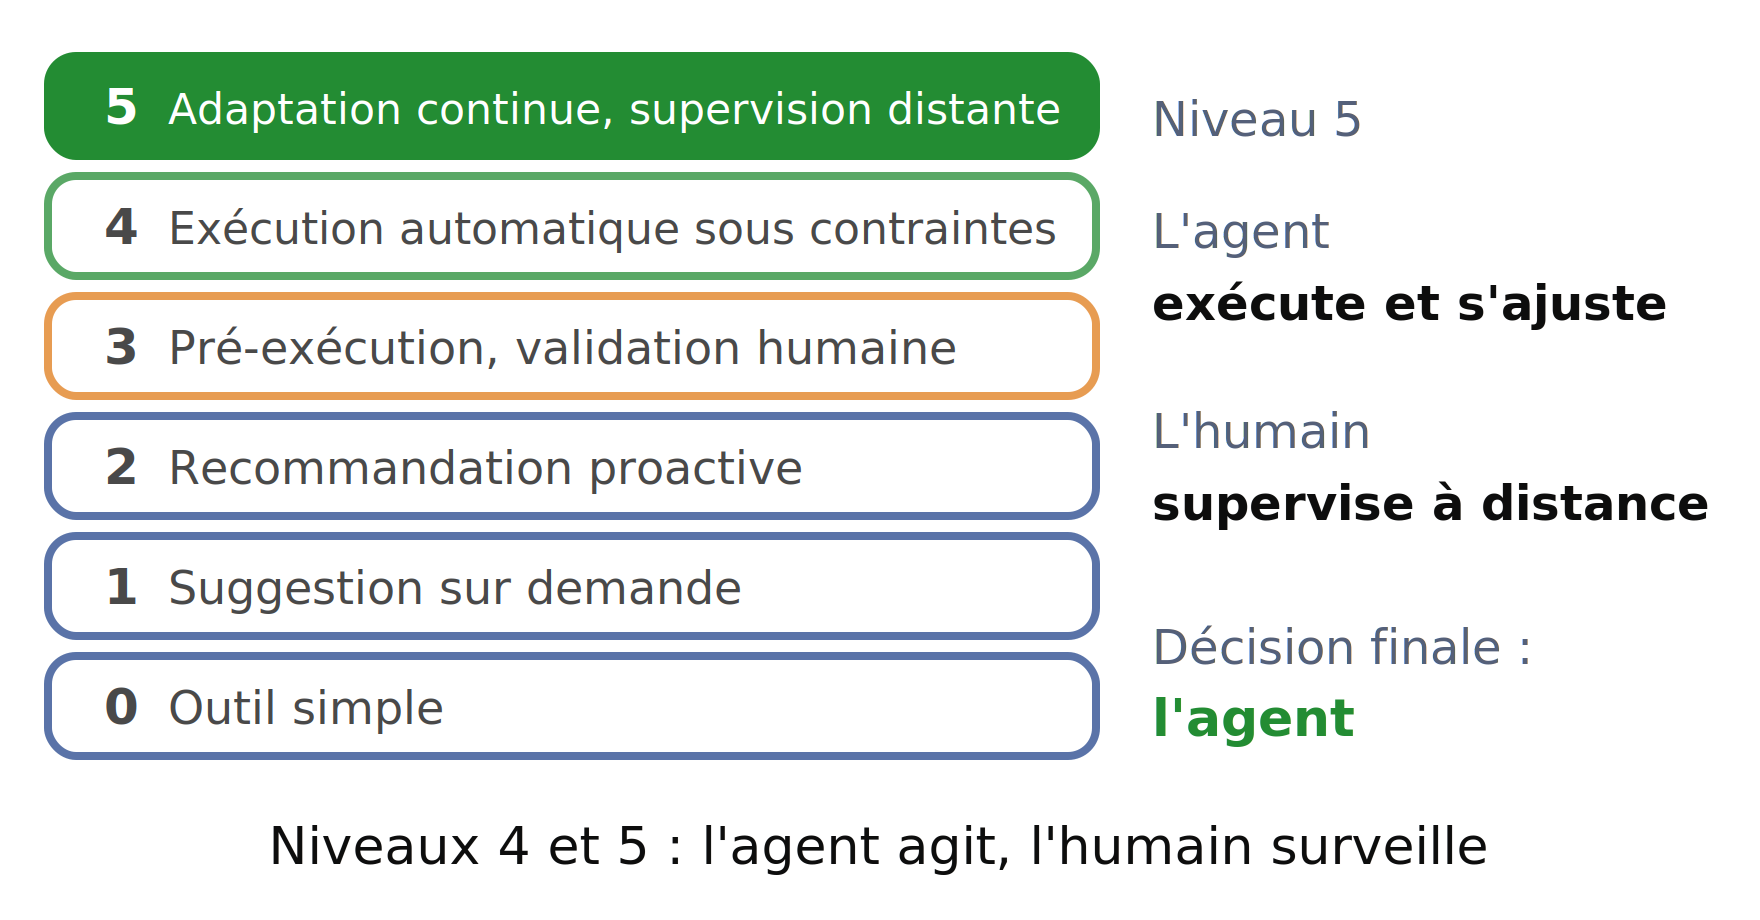 5 Adaptation continue, supervision distante
4 Exécution automatique sous contraintes
3 Pré-exécution, validation humaine
2 Recommandation proactive
1 Suggestion sur demande
0 Outil simple
Niveau 5
L'agent
exécute et s'ajuste
L'humain
supervise à distance
Décision finale :
l'agent
Niveaux 4 et 5 : l'agent agit, l'humain surveille